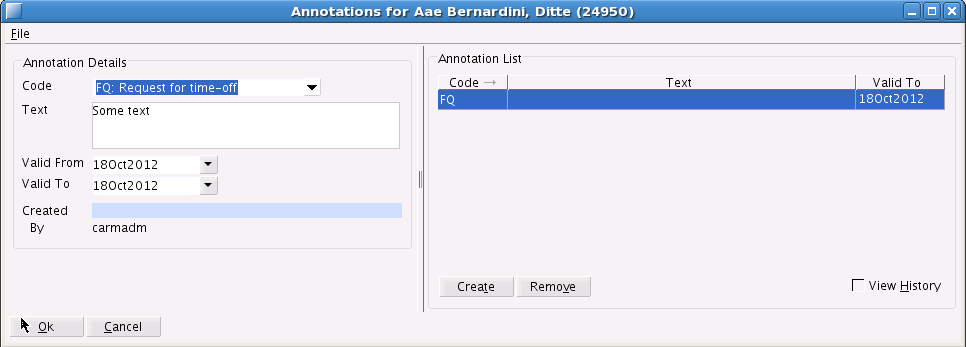 Annotations for Aae Bernardini, Ditte (24950)
File
Annotation Details
Code FQ: Request for time-off
Text Some text
Valid From 18Oct2012
Valid To 18Oct2012
Created
By carmadm
Annotation List
Code → Text Valid To
FQ 18Oct2012
Create Remove View History
Ok Cancel